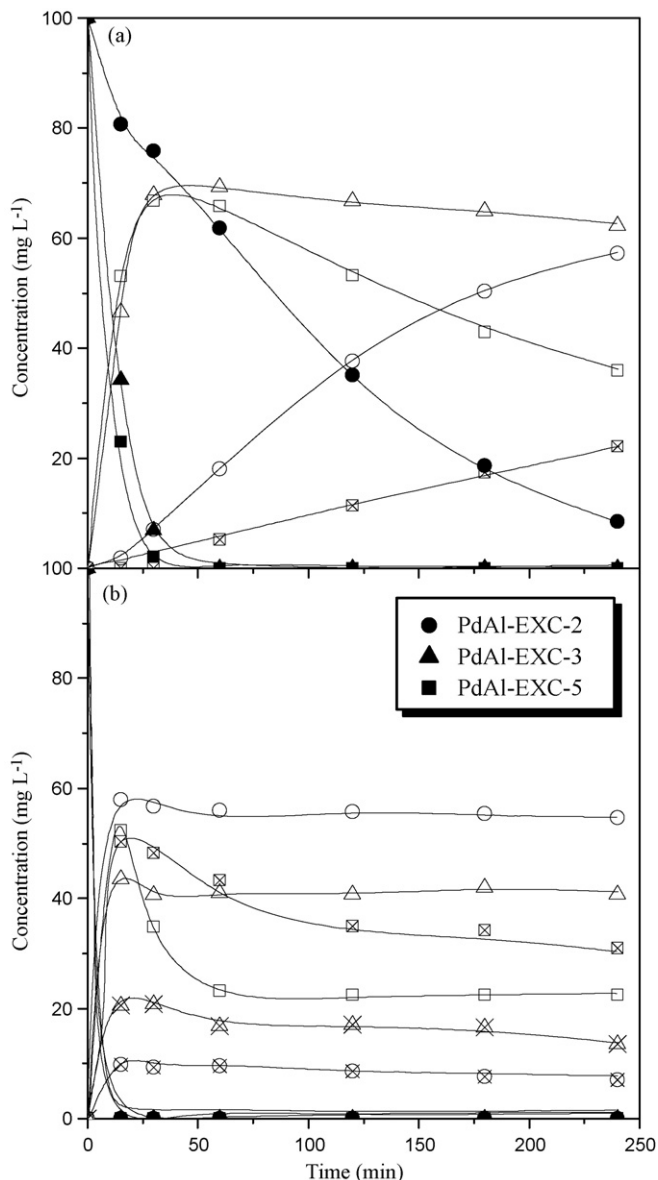 100
(a)
80
60
40
20
Concentration (mg L-1)
100
(b)
PdAl-EXC-2
PdAl-EXC-3
PdAl-EXC-5
80
60
40
20
0
Concentration (mg L-1)
0 50 100 150 200 250
Time (min)